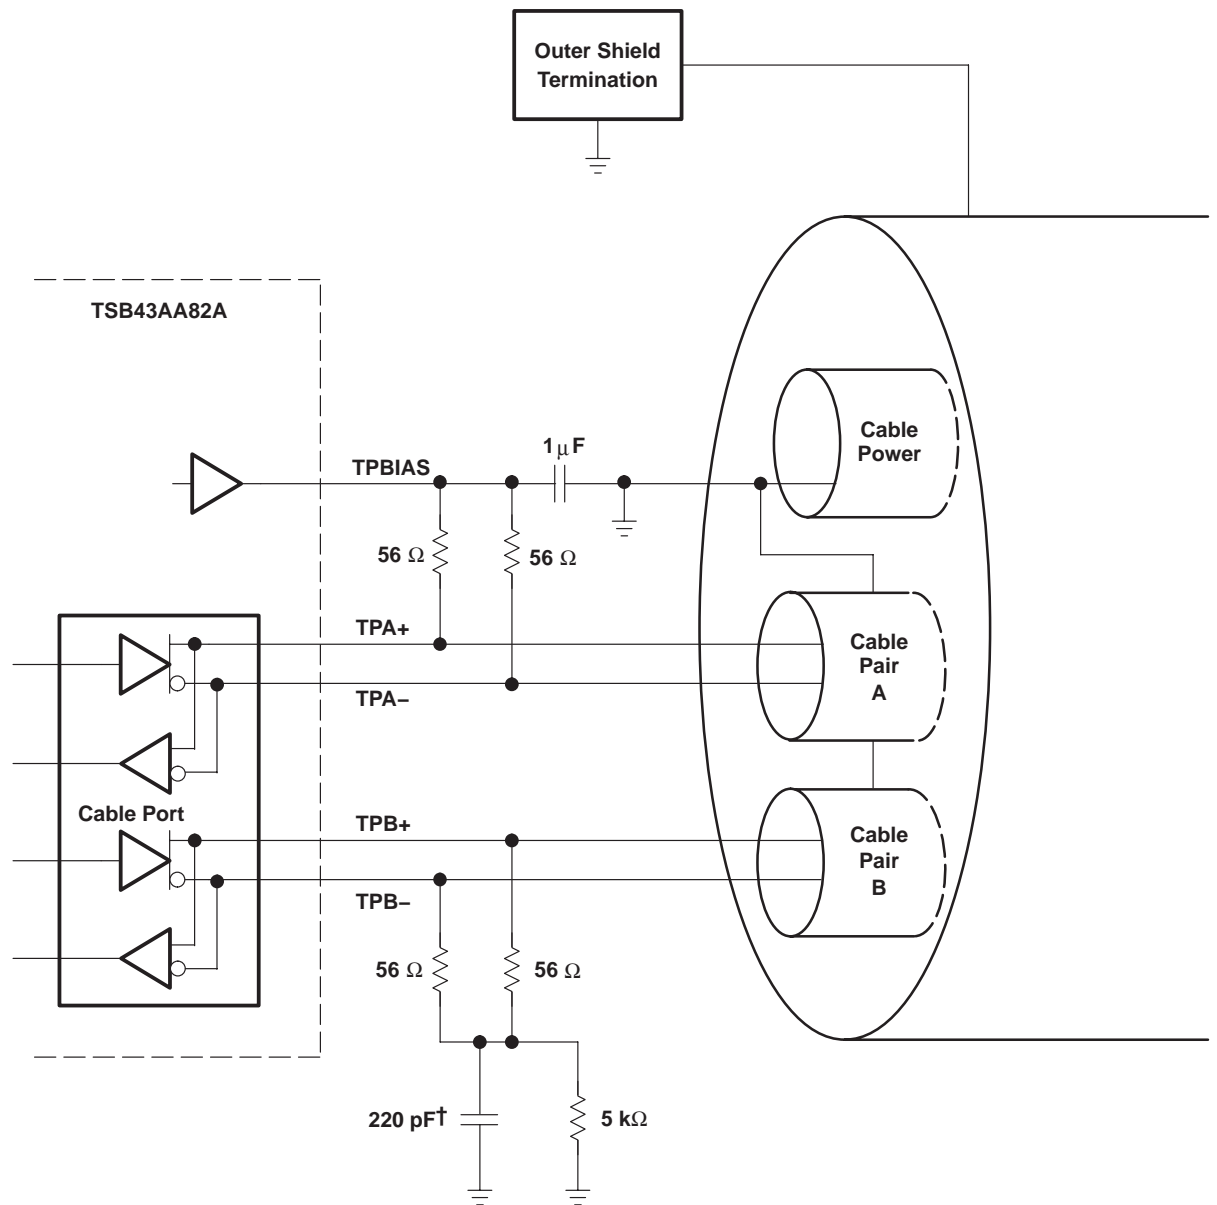 Outer Shield
Termination
TSB43AA82A
Cable
Power
1 μF
TPBIAS
56 Ω
56 Ω
TPA+
Cable
Pair
A
TPA−
Cable Port
TPB+
Cable
Pair
B
TPB−
56 Ω
56 Ω
220 pF†
5 kΩ